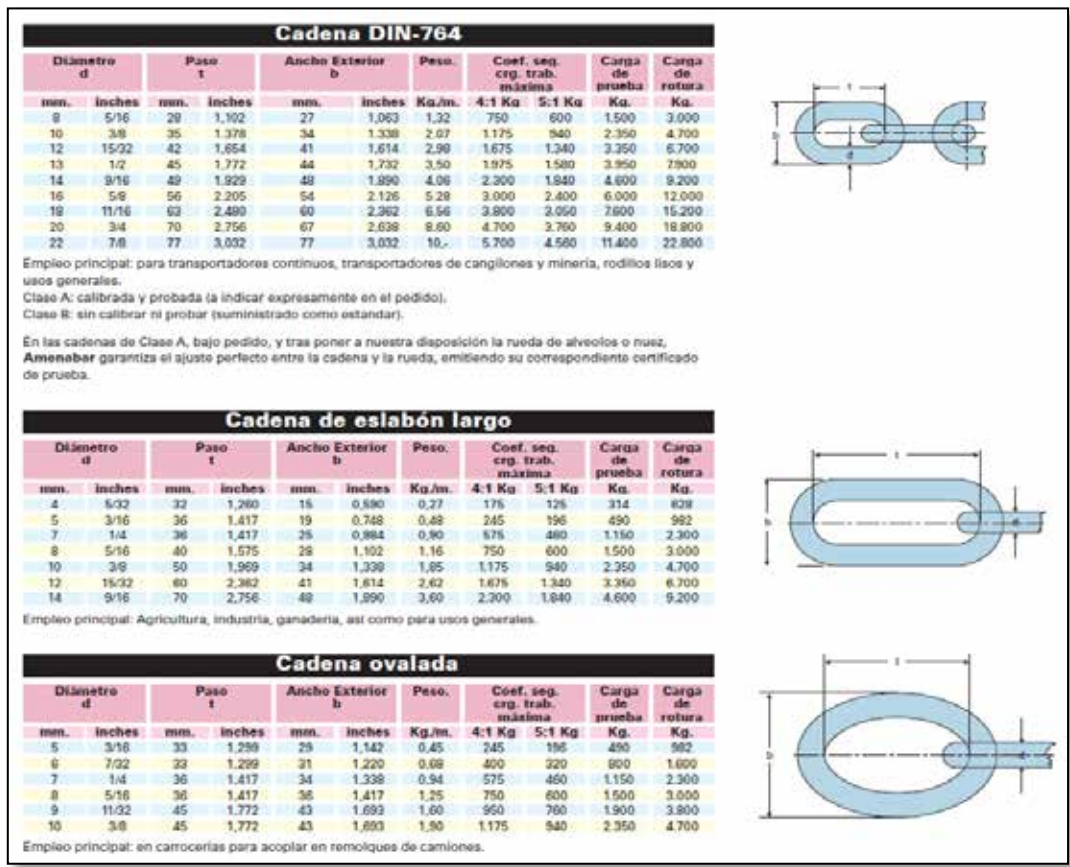 Cadena DIN-764
Diámetro d Paso t Ancho Exterior b Peso. Coef. seg. crg. trab. máxima Carga de prueba Carga de rotura
mm. inches mm. inches mm. inches Kg./m. 4:1 Kg 5:1 Kg Kg. Kg.
8 5/16 28 1,102 27 1,063 1,32 750 600 1.500 3.000
10 3/8 35 1.378 34 1.338 2.07 1.175 940 2.350 4.700
12 15/32 42 1,654 41 1,614 2,98 1.675 1.340 3.350 6.700
13 1/2 45 1,772 44 1,732 3,50 1.975 1.580 3.950 7.900
14 9/16 49 1.929 48 1.890 4.06 2.300 1.840 4.600 9.200
16 5/8 56 2.205 54 2.126 5.28 3.000 2.400 6.000 12.000
18 11/16 63 2,480 60 2,362 6,56 3.800 3.050 7.600 15.200
20 3/4 70 2,756 67 2,638 8,60 4.700 3.760 9.400 18.800
22 7/8 77 3,032 77 3,032 10,- 5.700 4.560 11.400 22.800
Empleo principal: para transportadores continuos, transportadores de cangilones y minería, rodillos lisos y
usos generales.
Clase A: calibrada y probada (a indicar expresamente en el pedido).
Clase B: sin calibrar ni probar (suministrado como estandar).
En las cadenas de Clase A, bajo pedido, y tras poner a nuestra disposición la rueda de alveolos o nuez,
Amenabar garantiza el ajuste perfecto entre la cadena y la rueda, emitiendo su correspondiente certificado
de prueba.
Cadena de eslabón largo
Diámetro d Paso t Ancho Exterior b Peso. Coef. seg. crg. trab. máxima Carga de prueba Carga de rotura
mm. inches mm. inches mm. inches Kg./m. 4:1 Kg 5:1 Kg Kg. Kg.
4 5/32 32 1,260 15 0,590 0,27 175 125 314 628
5 3/16 36 1,417 19 0,748 0,48 245 196 490 982
7 1/4 36 1,417 25 0,984 0,90 575 460 1.150 2.300
8 5/16 40 1,575 28 1,102 1,16 750 600 1.500 3.000
10 3/8 50 1,969 34 1,339 1,85 1.175 940 2.350 4.700
12 15/32 60 2,362 41 1,614 2,62 1.675 1.340 3.350 6.700
14 9/16 70 2,756 48 1,890 3,60 2.300 1.840 4.600 9.200
Empleo principal: Agricultura, industria, ganadería, así como para usos generales.
Cadena ovalada
Diámetro d Paso t Ancho Exterior b Peso. Coef. seg. crg. trab. máxima Carga de prueba Carga de rotura
mm. inches mm. inches mm. inches Kg./m. 4:1 Kg 5:1 Kg Kg. Kg.
5 3/16 33 1,299 29 1,142 0,45 245 196 490 982
6 7/32 33 1,299 31 1,220 0,68 400 320 800 1.600
7 1/4 36 1,417 34 1,338 0,94 575 460 1.150 2.300
8 5/16 36 1,417 36 1,417 1,25 750 600 1.500 3.000
9 11/32 45 1,772 43 1,693 1,60 950 760 1.900 3.800
10 3/8 45 1,772 43 1,693 1,90 1.175 940 2.350 4.700
Empleo principal: en carrocerías para acoplar en remolques de camiones.
t
b
d
t
b
d
t
b
d